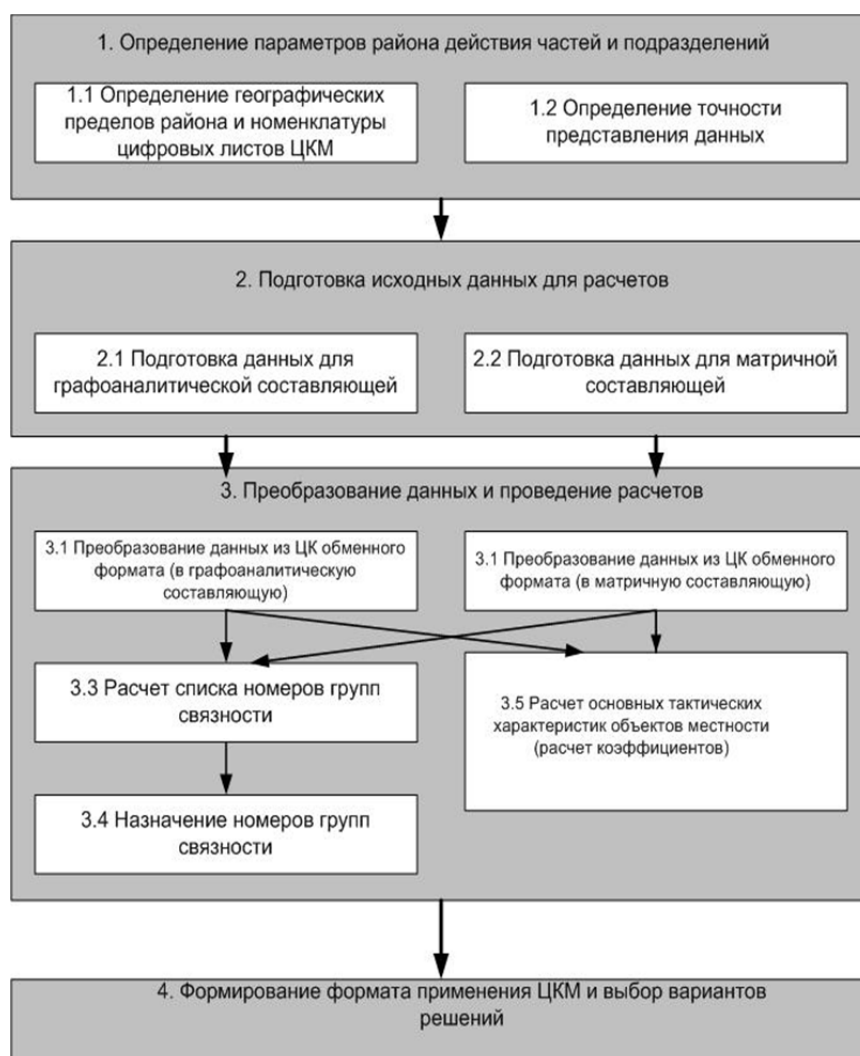 1. Определение параметров района действия частей и подразделений
1.1 Определение географических
пределов района и номенклатуры
цифровых листов ЦКМ
1.2 Определение точности
представления данных
2. Подготовка исходных данных для расчетов
2.1 Подготовка данных для
графоаналитической составляющей
2.2 Подготовка данных для матричной
составляющей
3. Преобразование данных и проведение расчетов
3.1 Преобразование данных из ЦК обменного
формата (в графоаналитическую
составляющую)
3.1 Преобразование данных из ЦК обменного
формата (в матричную составляющую)
3.3 Расчет списка номеров групп
связности
3.5 Расчет основных тактических
характеристик объектов местности
(расчет коэффициентов)
3.4 Назначение номеров групп
связности
4. Формирование формата применения ЦКМ и выбор вариантов
решений